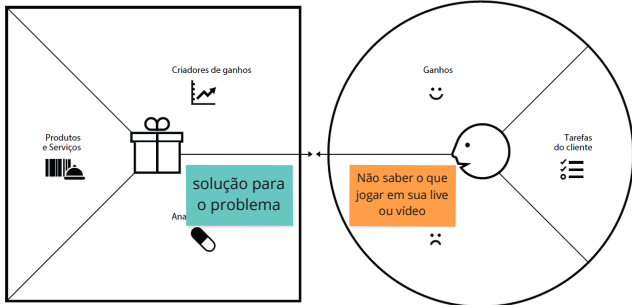 Criadores de ganhos
Produtos
e Serviços
solução para
o problema
Ana
Ganhos
Tarefas
do cliente
Não saber o que
jogar em sua live
ou vídeo